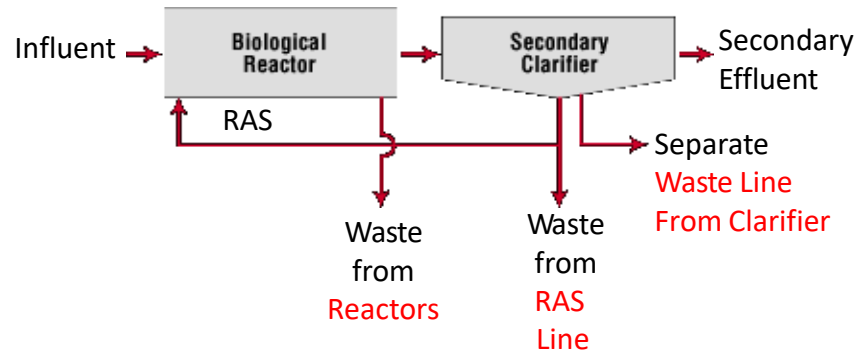 Influent
Biological
Reactor
Secondary
Clarifier
Secondary
Effluent
RAS
Separate
Waste Line
From Clarifier
Waste
from
Reactors
Waste
from
RAS
Line